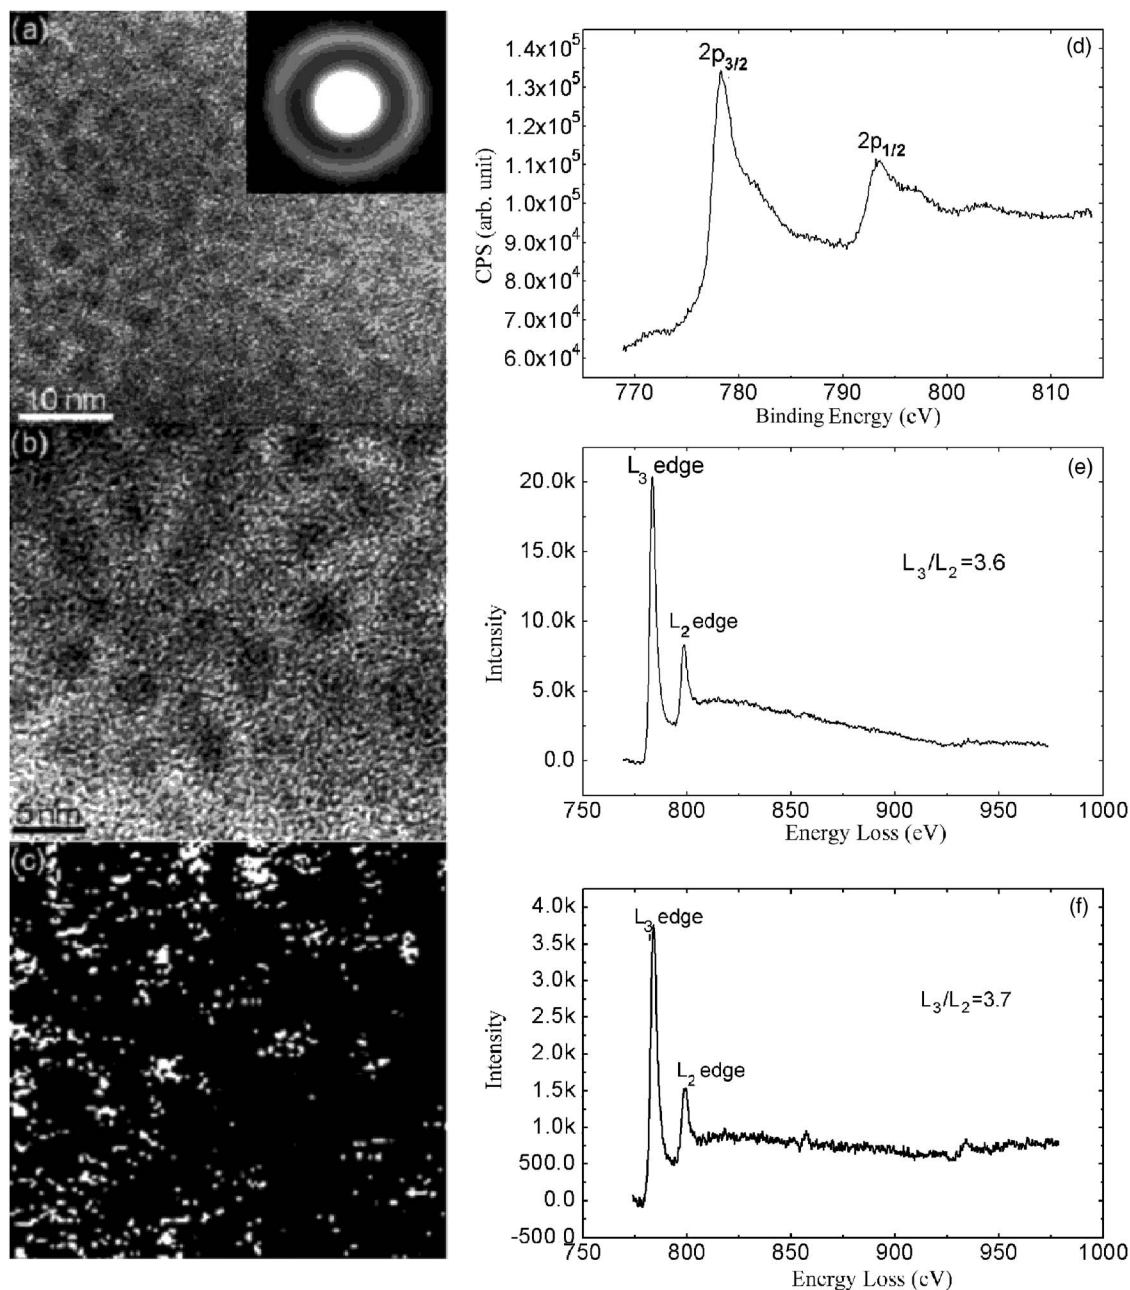 (a)
10 nm
(b)
5 nm
(c)
(d)
2p3/2
2p1/2
1.4x10^5
1.3x10^5
1.2x10^5
1.1x10^5
1.0x10^5
9.0x10^4
8.0x10^4
7.0x10^4
6.0x10^4
CPS (arb. unit)
770 780 790 800 810
Binding Energy (eV)
(e)
L3 edge
L2 edge
L3/L2=3.6
20.0k
15.0k
10.0k
5.0k
0.0
Intensity
750 800 850 900 950 1000
Energy Loss (eV)
(f)
L3 edge
L2 edge
L3/L2=3.7
4.0k
3.5k
3.0k
2.5k
2.0k
1.5k
1.0k
500.0
0.0
-500 0
Intensity
750 800 850 900 950 1000
Energy Loss (eV)